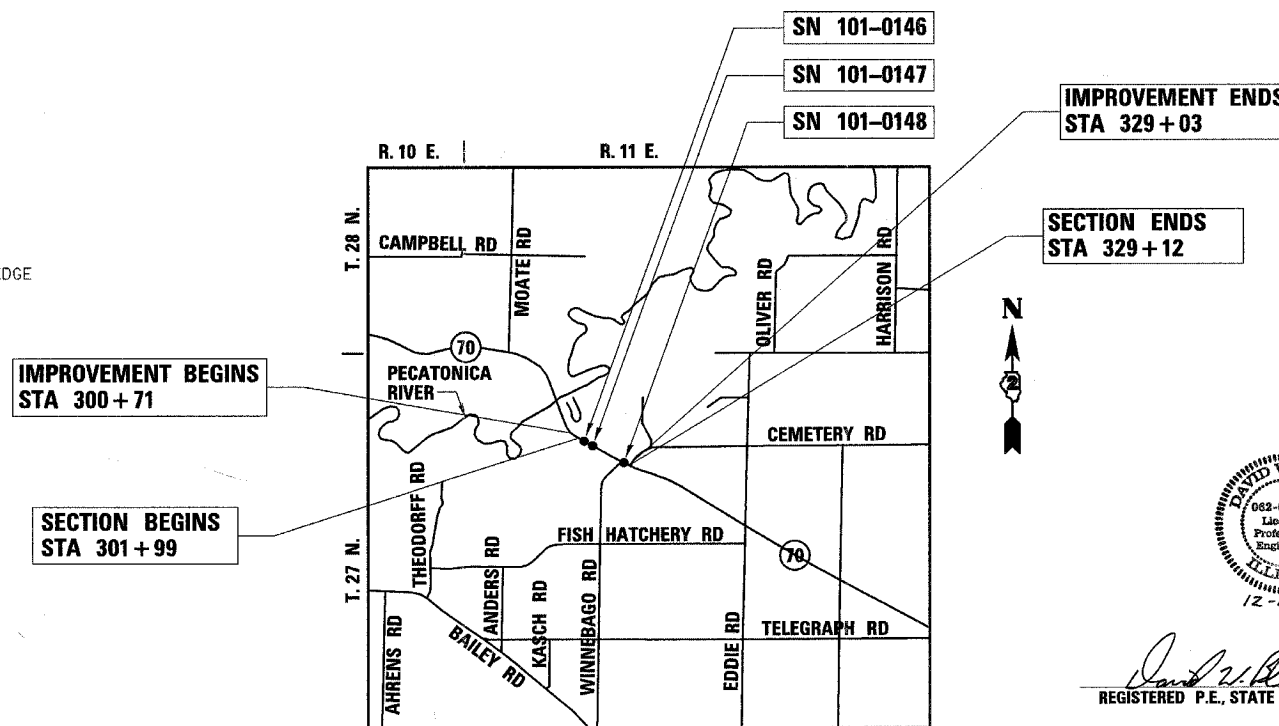 SN 101-0146
SN 101-0147
SN 101-0148
IMPROVEMENT ENDS
STA 329+03
R. 10 E.
R. 11 E.
T. 28 N.
CAMPBELL RD
MOATE RD
OLIVER RD
HARRISON RD
SECTION ENDS
STA 329+12
EDGE
N
2
70
IMPROVEMENT BEGINS
STA 300+71
PECATONICA
RIVER
CEMETERY RD
SECTION BEGINS
STA 301+99
THEODORFF RD
FISH HATCHERY RD
70
T. 27 N.
ANDERS RD
KASCH RD
WINNEBAGO RD
EDDIE RD
TELEGRAPH RD
AHRENS RD
BAILEY RD
DAVID W.
REGISTERED P.E., STATE